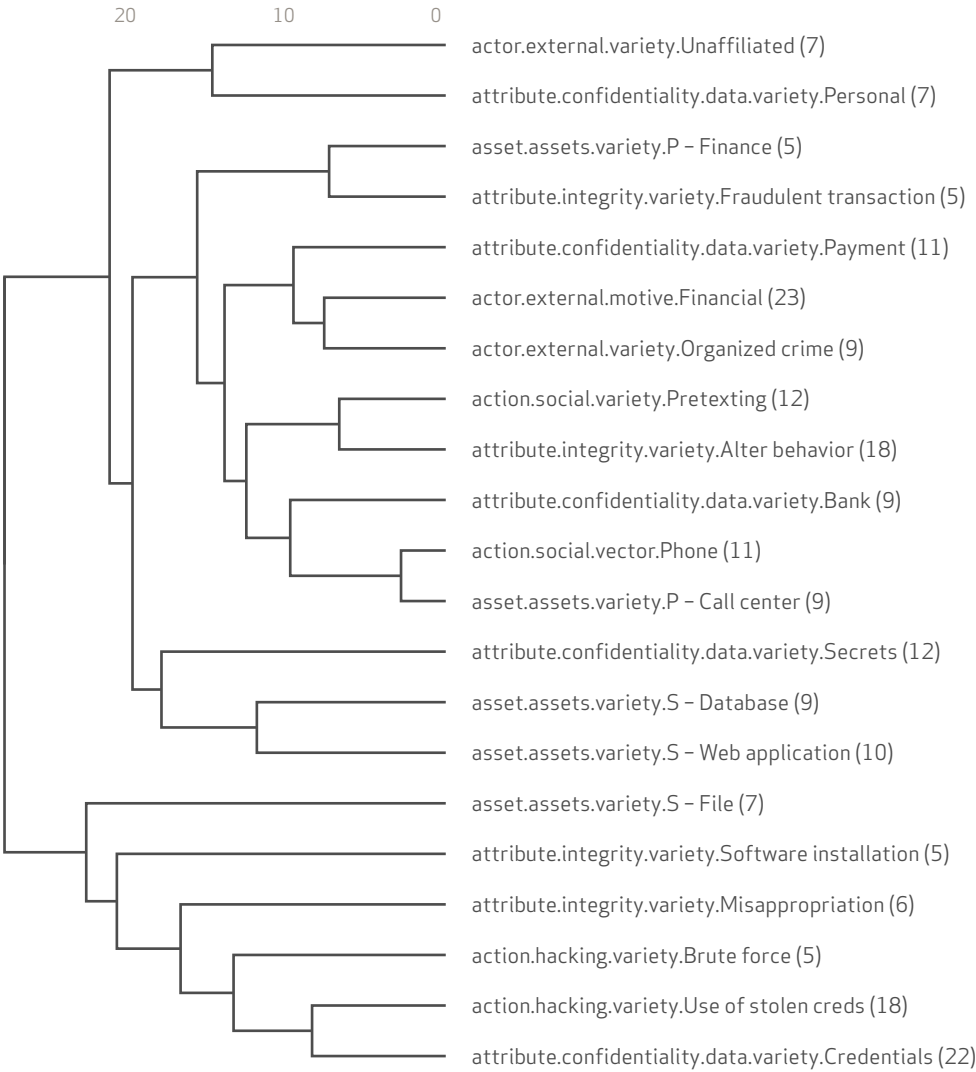 20 10 0
actor.external.variety.Unaffiliated (7)
attribute.confidentiality.data.variety.Personal (7)
asset.assets.variety.P – Finance (5)
attribute.integrity.variety.Fraudulent transaction (5)
attribute.confidentiality.data.variety.Payment (11)
actor.external.motive.Financial (23)
actor.external.variety.Organized crime (9)
action.social.variety.Pretexting (12)
attribute.integrity.variety.Alter behavior (18)
attribute.confidentiality.data.variety.Bank (9)
action.social.vector.Phone (11)
asset.assets.variety.P – Call center (9)
attribute.confidentiality.data.variety.Secrets (12)
asset.assets.variety.S – Database (9)
asset.assets.variety.S – Web application (10)
asset.assets.variety.S – File (7)
attribute.integrity.variety.Software installation (5)
attribute.integrity.variety.Misappropriation (6)
action.hacking.variety.Brute force (5)
action.hacking.variety.Use of stolen creds (18)
attribute.confidentiality.data.variety.Credentials (22)